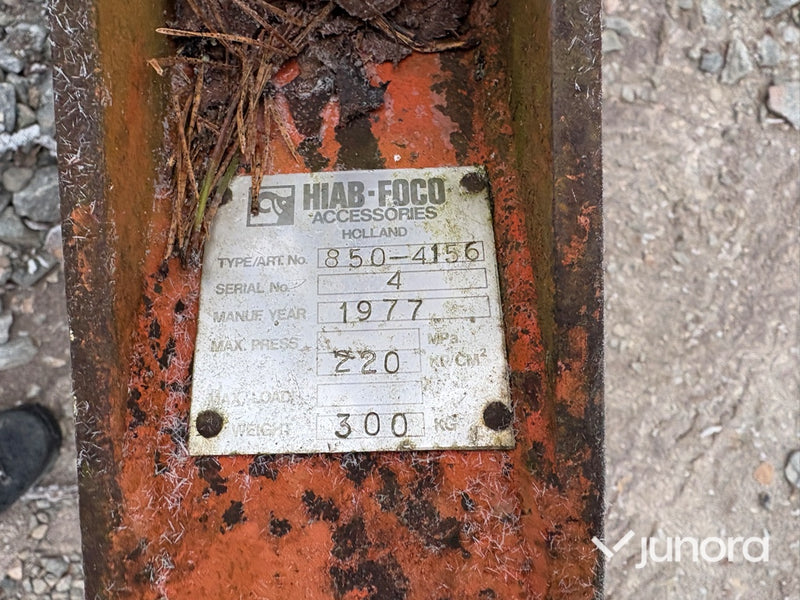 HIAB-FOCO
ACCESSORIES
HOLLAND
TYPE/ART. No. 850-4156
SERIAL No. 4
MANUF YEAR 1977
MAX. PRESS MPa
220 KP/CM²
MAX. LOAD
WEIGHT 300 KG
junord